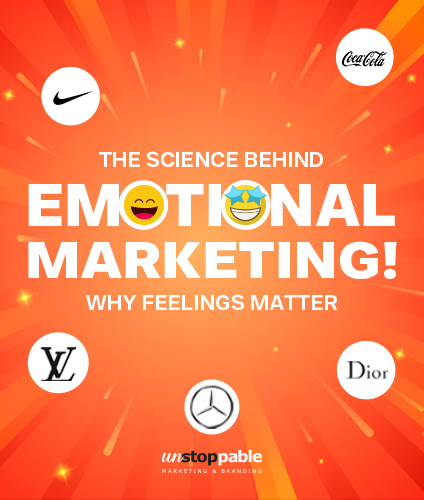 Coca-Cola
THE SCIENCE BEHIND
EMOTIONAL
MARKETING!
WHY FEELINGS MATTER
LV
Dior
unstoppable
MARKETING & BRANDING